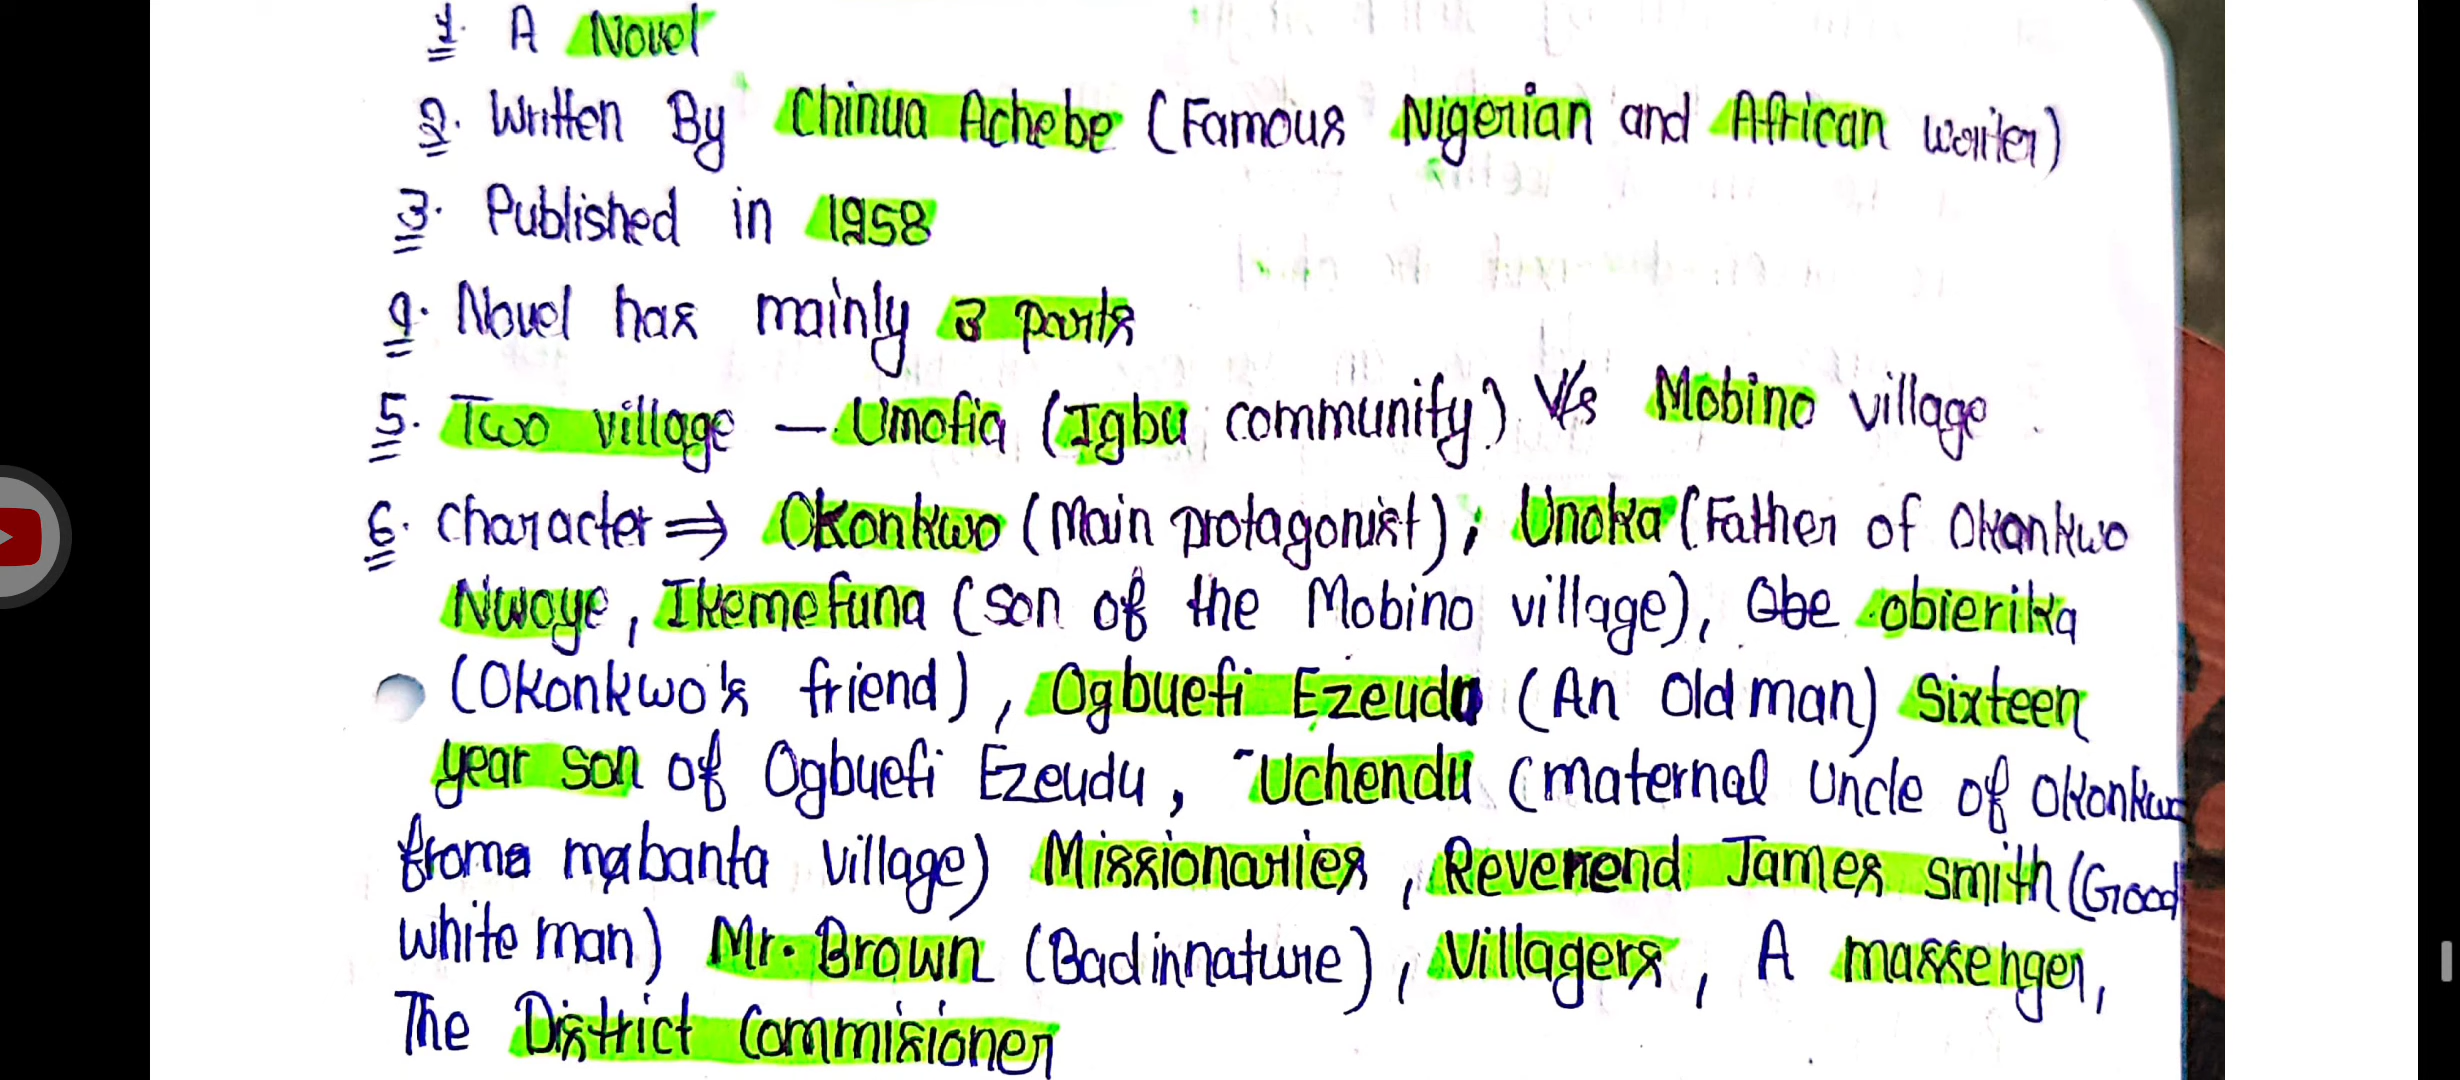 1. A Novel
2. Written By Chinua Achebe (Famous Nigerian and African writer)
3. Published in 1958
4. Novel has mainly 3 parts
5. Two village – Umofia (Igbu community) V/s Mobino village
6. Character ⇒ Okonkwo (Main protagonist); Unoka (Father of Okonkwo
Nwoye, Ikemefuna (son of the Mobino village), Obe obierika
(Okonkwo's friend), Ogbuefi Ezeudu (An Old man) Sixteen
year son of Ogbuefi Ezeudu, Uchendu (maternal Uncle of Okonkwo
from mabanta village) Missionaries, Reverend James smith (Good
white man) Mr. Brown (Bad in nature), Villagers, A massenger,
The District Commisioner